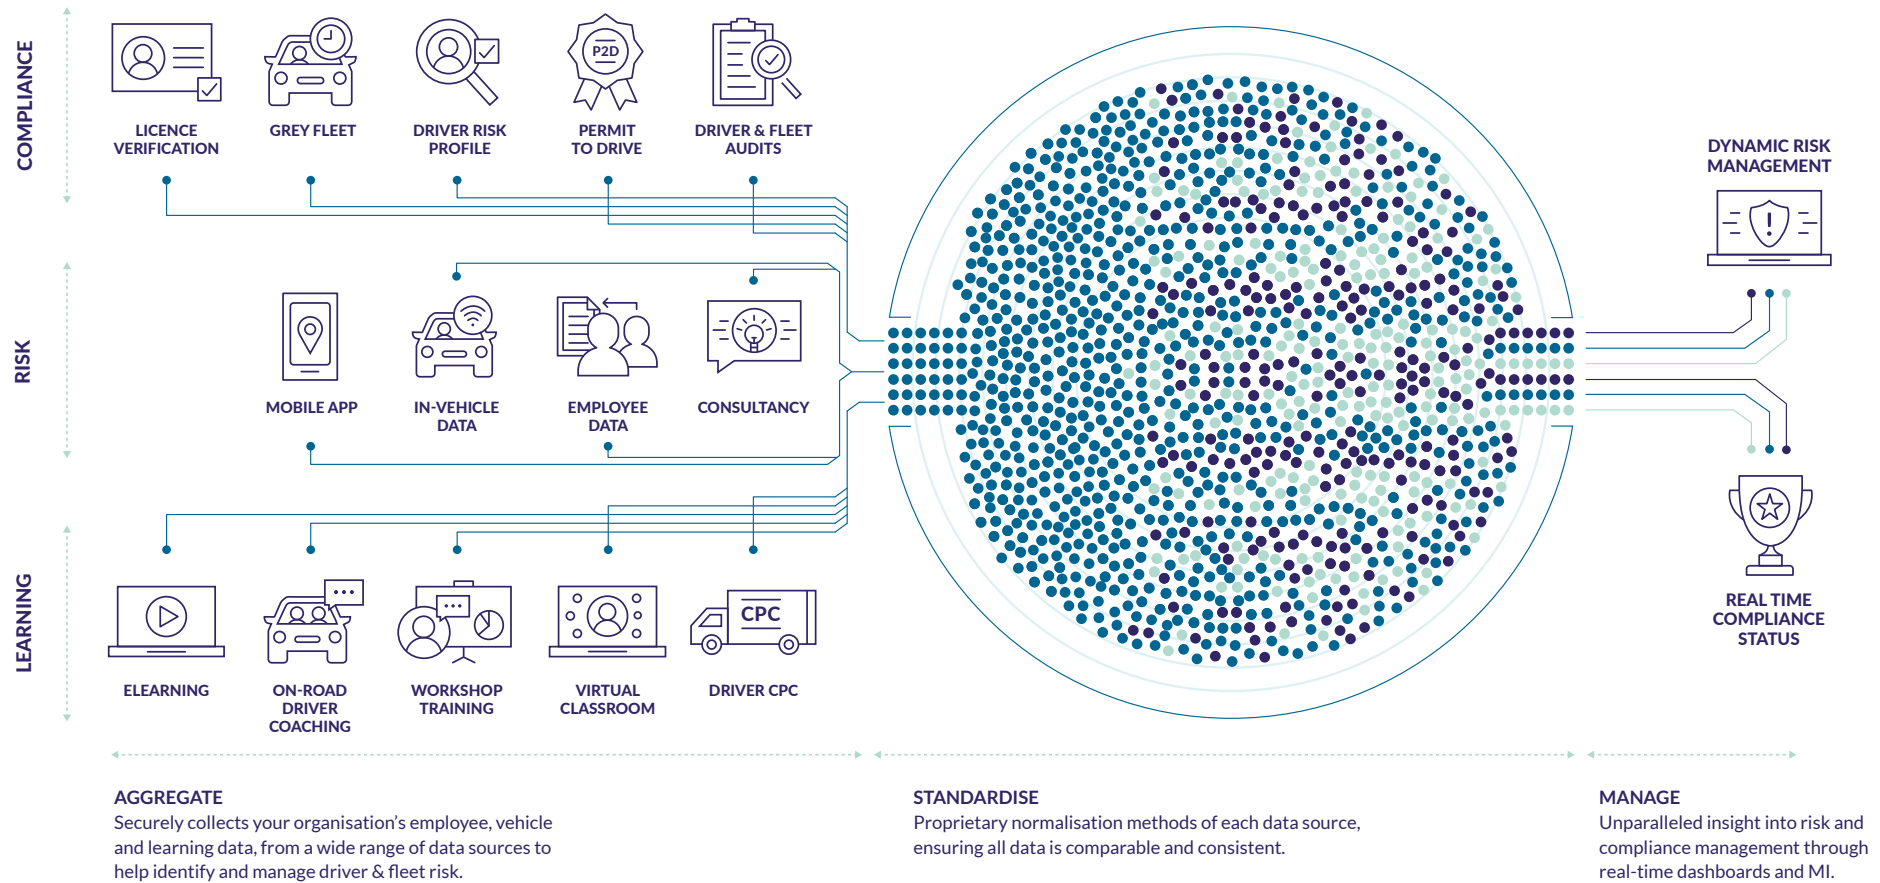 COMPLIANCE
LICENCE
VERIFICATION
GREY FLEET
DRIVER RISK
PROFILE
P2D
PERMIT
TO DRIVE
DRIVER & FLEET
AUDITS
RISK
MOBILE APP
IN-VEHICLE
DATA
EMPLOYEE
DATA
CONSULTANCY
LEARNING
ELEARNING
ON-ROAD
DRIVER
COACHING
WORKSHOP
TRAINING
VIRTUAL
CLASSROOM
CPC
DRIVER CPC
DYNAMIC RISK
MANAGEMENT
!
REAL TIME
COMPLIANCE
STATUS
AGGREGATE
Securely collects your organisation’s employee, vehicle
and learning data, from a wide range of data sources to
help identify and manage driver & fleet risk.
STANDARDISE
Proprietary normalisation methods of each data source,
ensuring all data is comparable and consistent.
MANAGE
Unparalleled insight into risk and
compliance management through
real-time dashboards and MI.